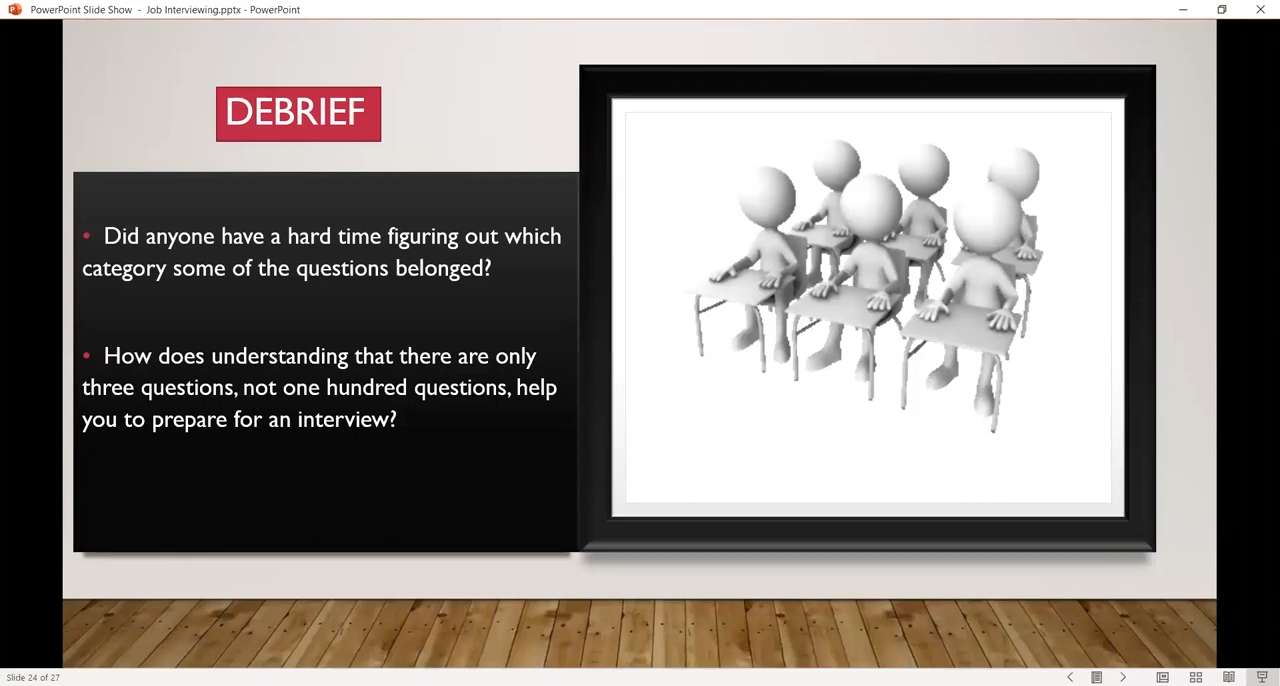 PowerPoint Slide Show - Job Interviewing.pptx - PowerPoint
DEBRIEF
• Did anyone have a hard time figuring out which
category some of the questions belonged?
• How does understanding that there are only
three questions, not one hundred questions, help
you to prepare for an interview?
Slide 24 of 27